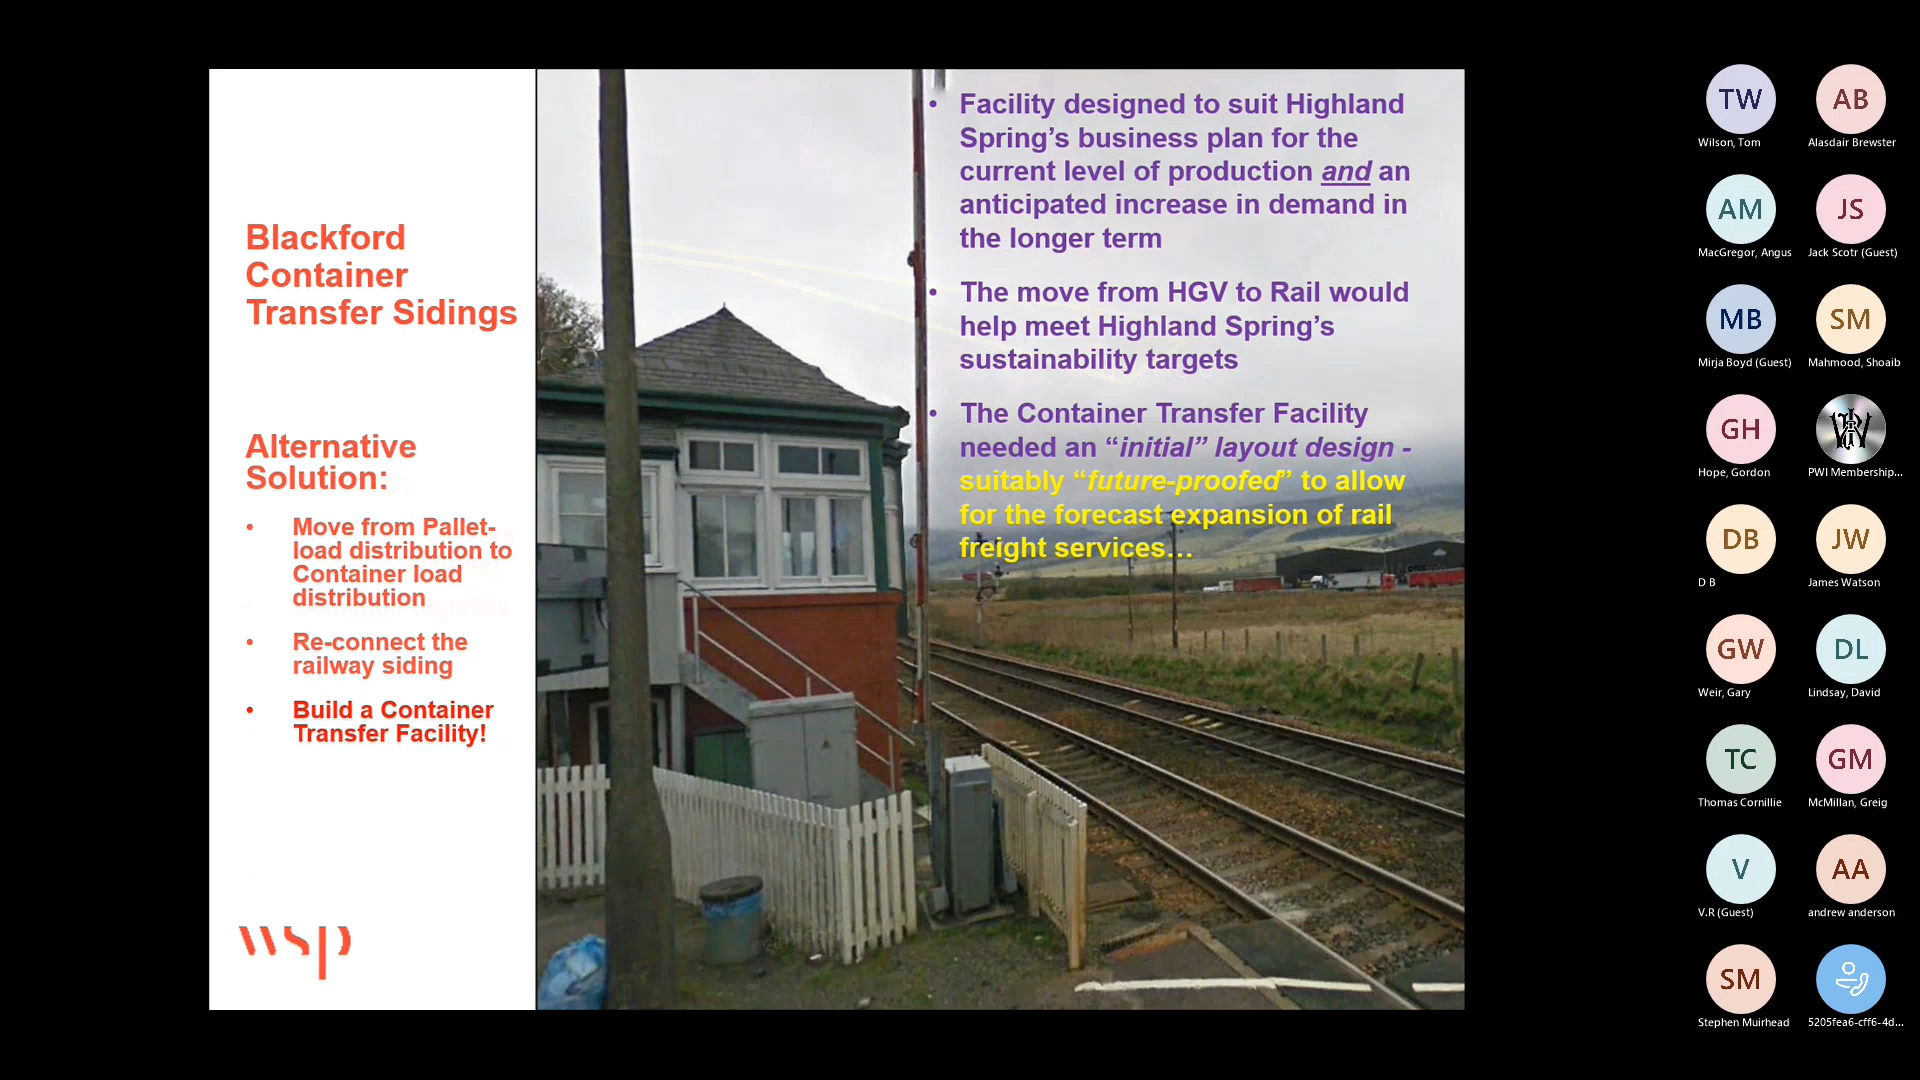 Blackford
Container
Transfer Sidings
Alternative
Solution:
• Move from Pallet-
load distribution to
Container load
distribution
• Re-connect the
railway siding
• Build a Container
Transfer Facility!
wsp
• Facility designed to suit Highland
Spring’s business plan for the
current level of production and an
anticipated increase in demand in
the longer term
• The move from HGV to Rail would
help meet Highland Spring’s
sustainability targets
• The Container Transfer Facility
needed an “initial” layout design -
suitably “future-proofed” to allow
for the forecast expansion of rail
freight services…
TW
Wilson, Tom
AB
Alasdair Brewster
AM
MacGregor, Angus
JS
Jack Scotr (Guest)
MB
Mirja Boyd (Guest)
SM
Mahmood, Shoaib
GH
Hope, Gordon
PWI Membership...
DB
D B
JW
James Watson
GW
Weir, Gary
DL
Lindsay, David
TC
Thomas Cornillie
GM
McMillan, Greig
V
V.R (Guest)
AA
andrew anderson
SM
Stephen Muirhead
5205fea6-cff6-4d...